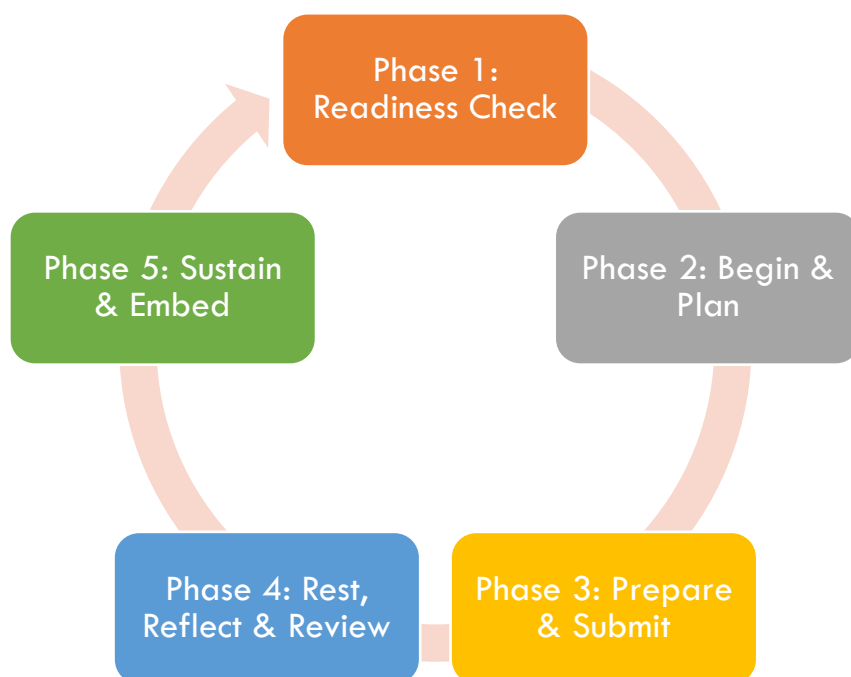 Phase 1:
Readiness Check
Phase 2: Begin &
Plan
Phase 3: Prepare
& Submit
Phase 4: Rest,
Reflect & Review
Phase 5: Sustain
& Embed